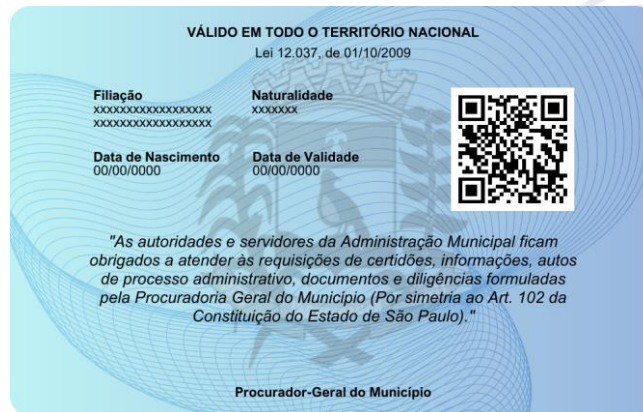 VÁLIDO EM TODO O TERRITÓRIO NACIONAL
Lei 12.037, de 01/10/2009
Filiação
xxxxxxxxxxxxxxxxxxx
xxxxxxxxxxxxxxxxxx
Naturalidade
xxxxxxx
Data de Nascimento
00/00/0000
Data de Validade
00/00/0000
"As autoridades e servidores da Administração Municipal ficam
obrigados a atender às requisições de certidões, informações, autos
de processo administrativo, documentos e diligências formuladas
pela Procuradoria Geral do Município (Por simetria ao Art. 102 da
Constituição do Estado de São Paulo)."
Procurador-Geral do Município